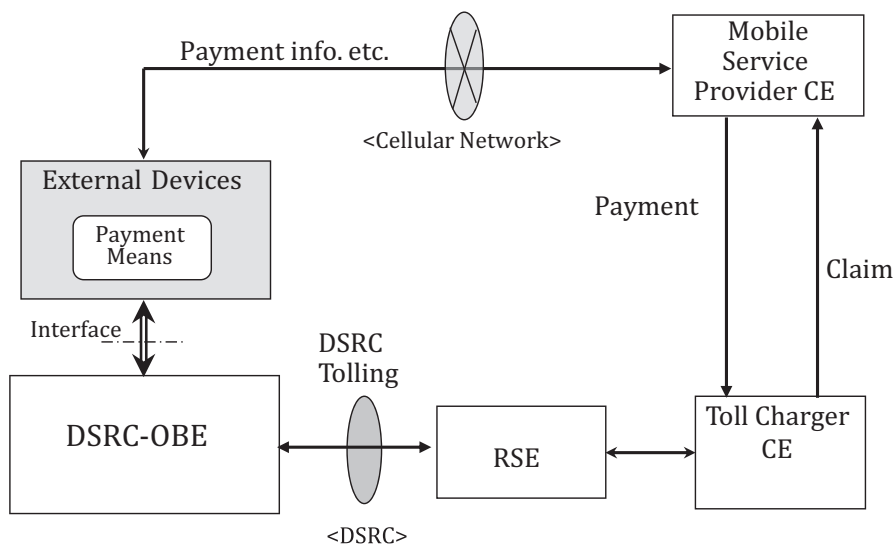 Payment info. etc.
<Cellular Network>
Mobile
Service
Provider CE
External Devices
Payment
Means
Payment
Claim
Interface
DSRC
Tolling
DSRC-OBE
RSE
Toll Charger
CE
<DSRC>